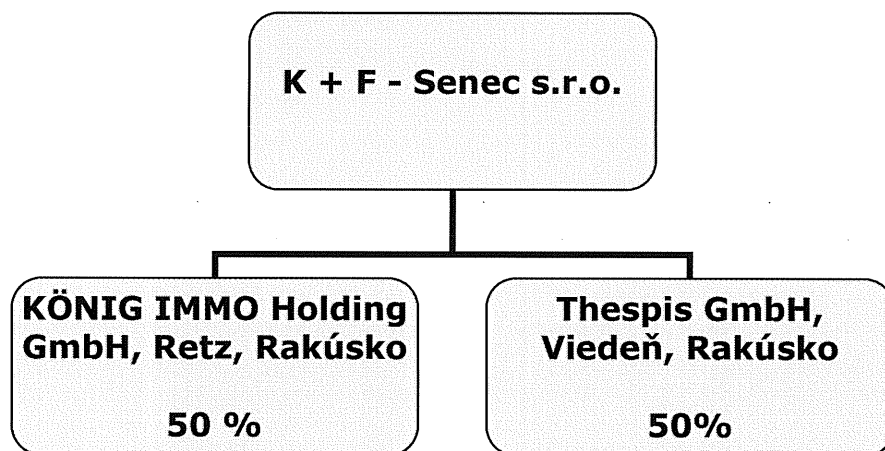 K + F - Senec s.r.o.
KÖNIG IMMO Holding
GmbH, Retz, Rakúsko
50 %
Thespis GmbH,
Viedeň, Rakúsko
50%